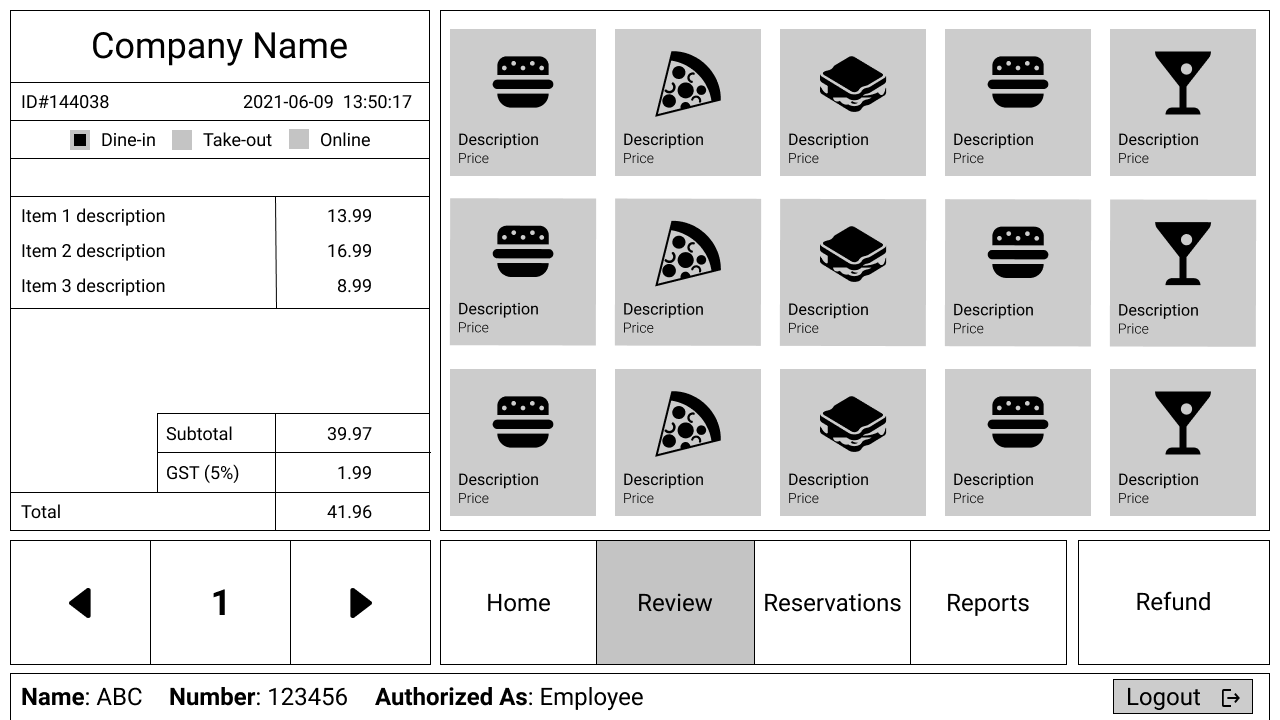 Company Name
ID#144038 2021-06-09 13:50:17
Dine-in Take-out Online
Item 1 description 13.99
Item 2 description 16.99
Item 3 description 8.99
Subtotal 39.97
GST (5%) 1.99
Total 41.96
Description Description Description Description Description
Price Price Price Price Price
Description Description Description Description Description
Price Price Price Price Price
Description Description Description Description Description
Price Price Price Price Price
1
Home Review Reservations Reports Refund
Name: ABC Number: 123456 Authorized As: Employee Logout